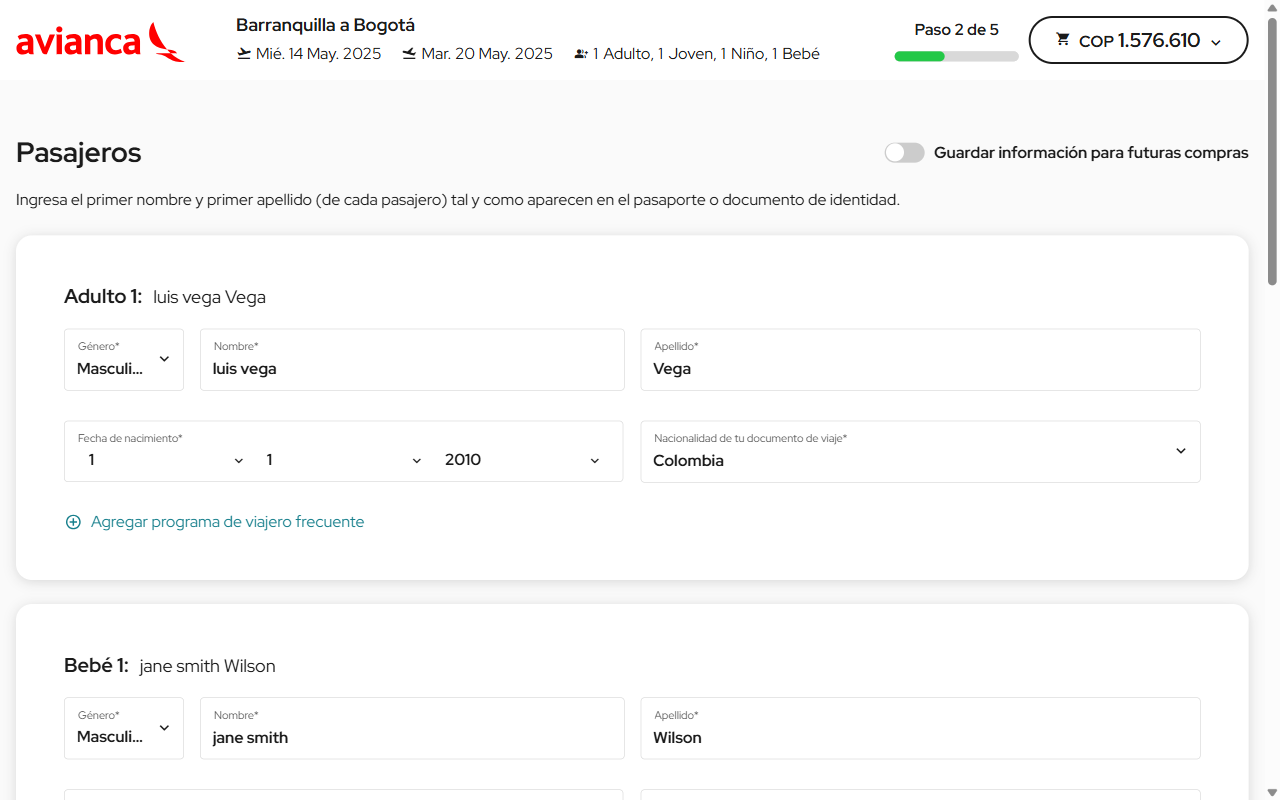 avianca
Barranquilla a Bogotá
Mié. 14 May. 2025 Mar. 20 May. 2025 1 Adulto, 1 Joven, 1 Niño, 1 Bebé
Paso 2 de 5
COP 1.576.610
Pasajeros
Guardar información para futuras compras
Ingresa el primer nombre y primer apellido (de cada pasajero) tal y como aparecen en el pasaporte o documento de identidad.
Adulto 1: luis vega Vega
Género* Nombre* Apellido*
Masculi... luis vega Vega
Fecha de nacimiento* Nacionalidad de tu documento de viaje*
1 1 2010 Colombia
Agregar programa de viajero frecuente
Bebé 1: jane smith Wilson
Género* Nombre* Apellido*
Masculi... jane smith Wilson